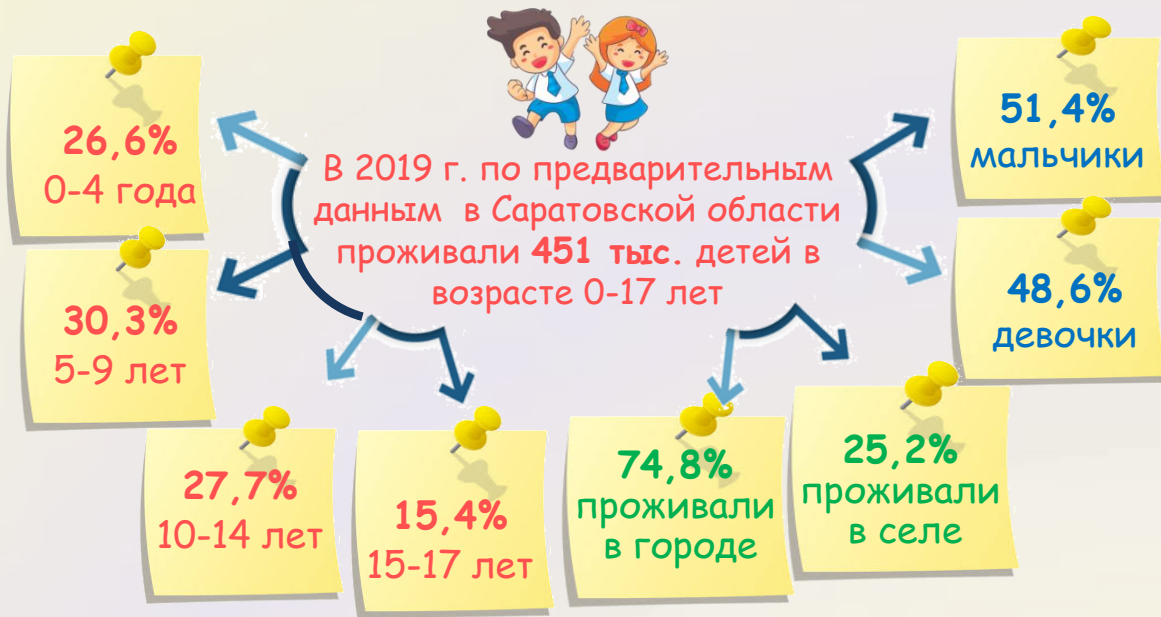 В 2019 г. по предварительным
данным в Саратовской области
проживали 451 тыс. детей в
возрасте 0-17 лет
26,6%
0-4 года
30,3%
5-9 лет
27,7%
10-14 лет
15,4%
15-17 лет
74,8%
проживали
в городе
25,2%
проживали
в селе
51,4%
мальчики
48,6%
девочки